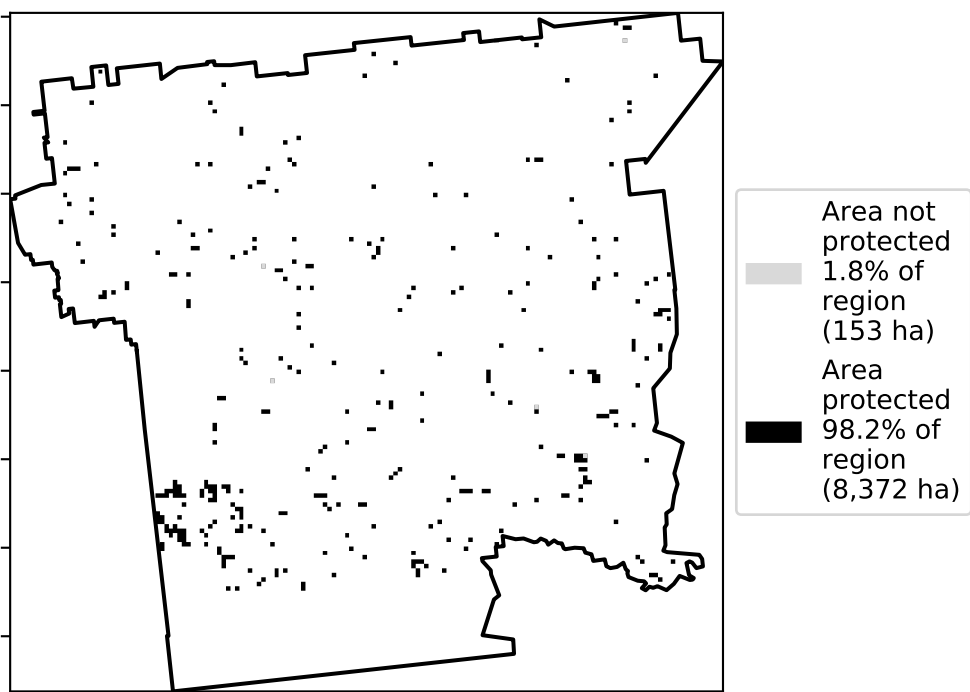 Area not
protected
1.8% of
region
(153 ha)
Area
protected
98.2% of
region
(8,372 ha)